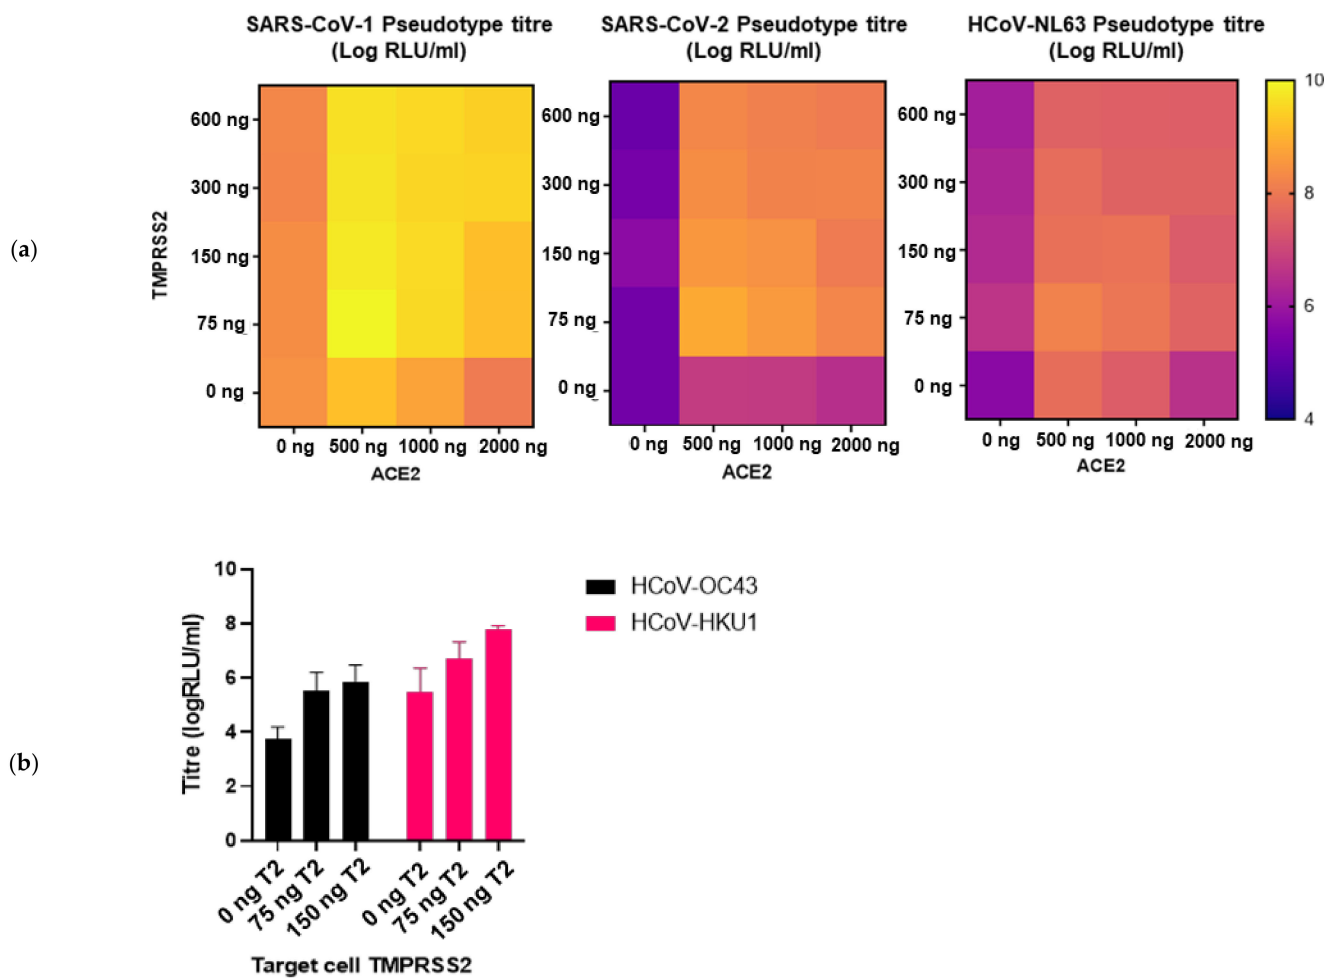 SARS-CoV-1 Pseudotype titre
(Log RLU/ml)
SARS-CoV-2 Pseudotype titre
(Log RLU/ml)
HCoV-NL63 Pseudotype titre
(Log RLU/ml)
(a)
TMPRSS2
600 ng
300 ng
150 ng
75 ng
0 ng
0 ng 500 ng 1000 ng 2000 ng
ACE2
600 ng
300 ng
150 ng
75 ng
0 ng
0 ng 500 ng 1000 ng 2000 ng
ACE2
600 ng
300 ng
150 ng
75 ng
0 ng
0 ng 500 ng 1000 ng 2000 ng
ACE2
10
8
6
4
(b)
Titre (logRLU/ml)
10
8
6
4
2
0
HCoV-OC43
HCoV-HKU1
0 ng T2
75 ng T2
150 ng T2
0 ng T2
75 ng T2
150 ng T2
Target cell TMPRSS2